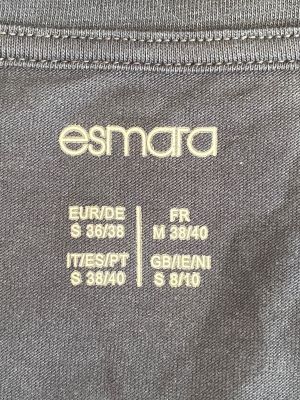 esmara
EUR/DE FR
S 36/38 M 38/40
IT/ES/PT GB/IE/NI
S 38/40 S 8/10